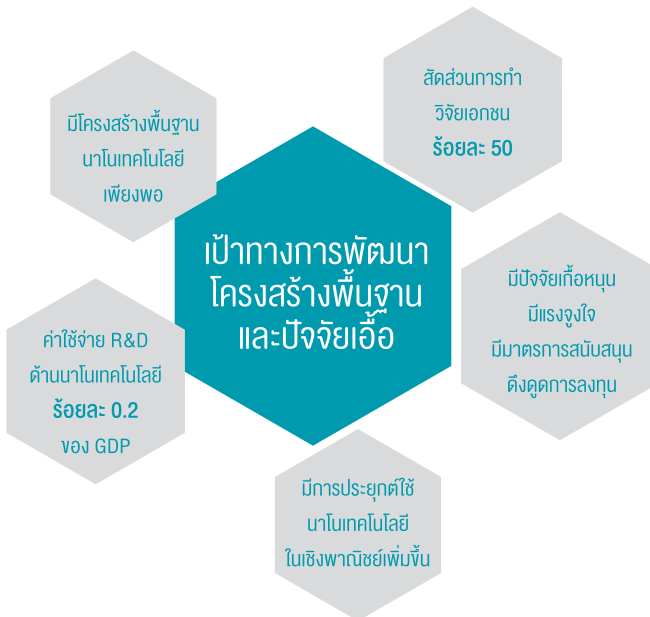 สัดส่วนการทำ
วิจัยเอกชน
ร้อยละ 50
มีโครงสร้างพื้นฐาน
นาโนเทคโนโลยี
เพียงพอ
เป้าทางการพัฒนา
โครงสร้างพื้นฐาน
และปัจจัยเอื้อ
มีปัจจัยเกื้อหนุน
มีแรงจูงใจ
มีมาตรการสนับสนุน
ดึงดูดการลงทุน
ค่าใช้จ่าย R&D
ด้านนาโนเทคโนโลยี
ร้อยละ 0.2
ของ GDP
มีการประยุกต์ใช้
นาโนเทคโนโลยี
ในเชิงพาณิชย์เพิ่มขึ้น